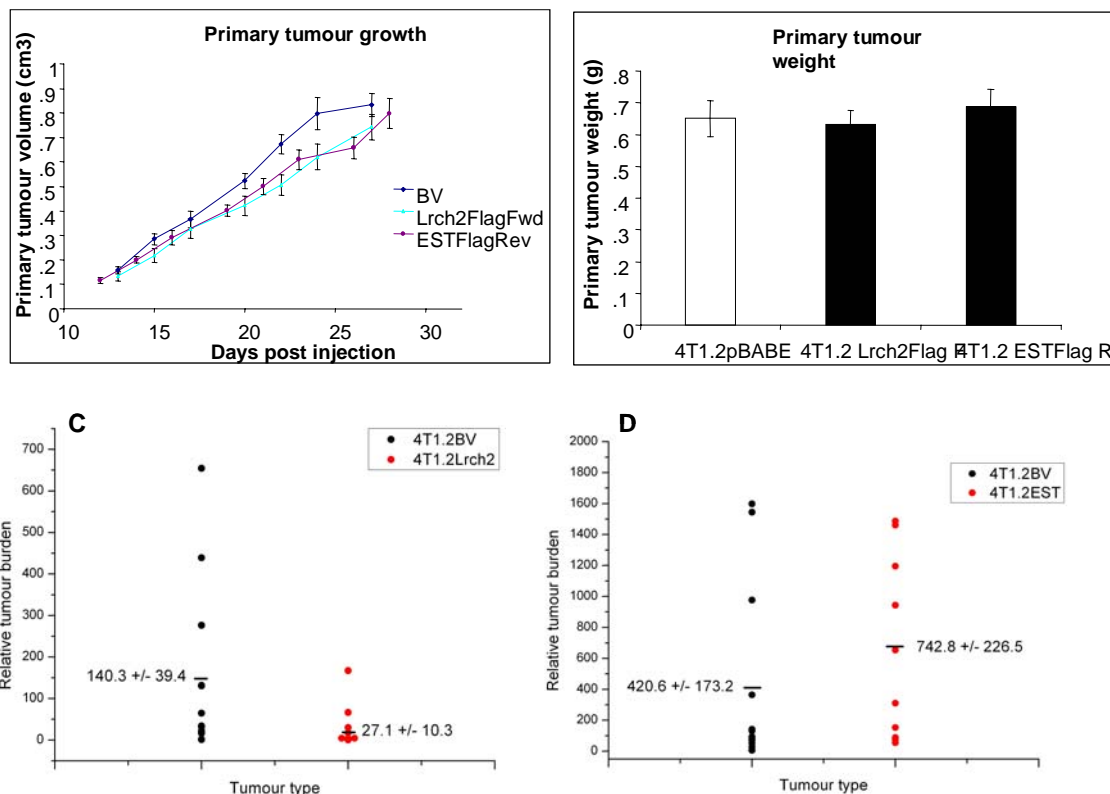 Primary tumour growth
Primary tumour volume (cm3)
1
.9
.8
.7
.6
.5
.4
.3
.2
.1
0
10 15 20 25 30
Days post injection
BV
Lrch2FlagFwd
ESTFlagRev
Primary tumour
weight
Primary tumour weight (g)
.8
.7
.6
.5
.4
.3
.2
.1
0
4T1.2pBABE 4T1.2 Lrch2Flag F 4T1.2 ESTFlag R
C
4T1.2BV
4T1.2Lrch2
Relative tumour burden
700
600
500
400
300
200
100
0
140.3 +/- 39.4
27.1 +/- 10.3
Tumour type
D
4T1.2BV
4T1.2EST
Relative tumour burden
2000
1800
1600
1400
1200
1000
800
600
400
200
0
420.6 +/- 173.2
742.8 +/- 226.5
Tumour type